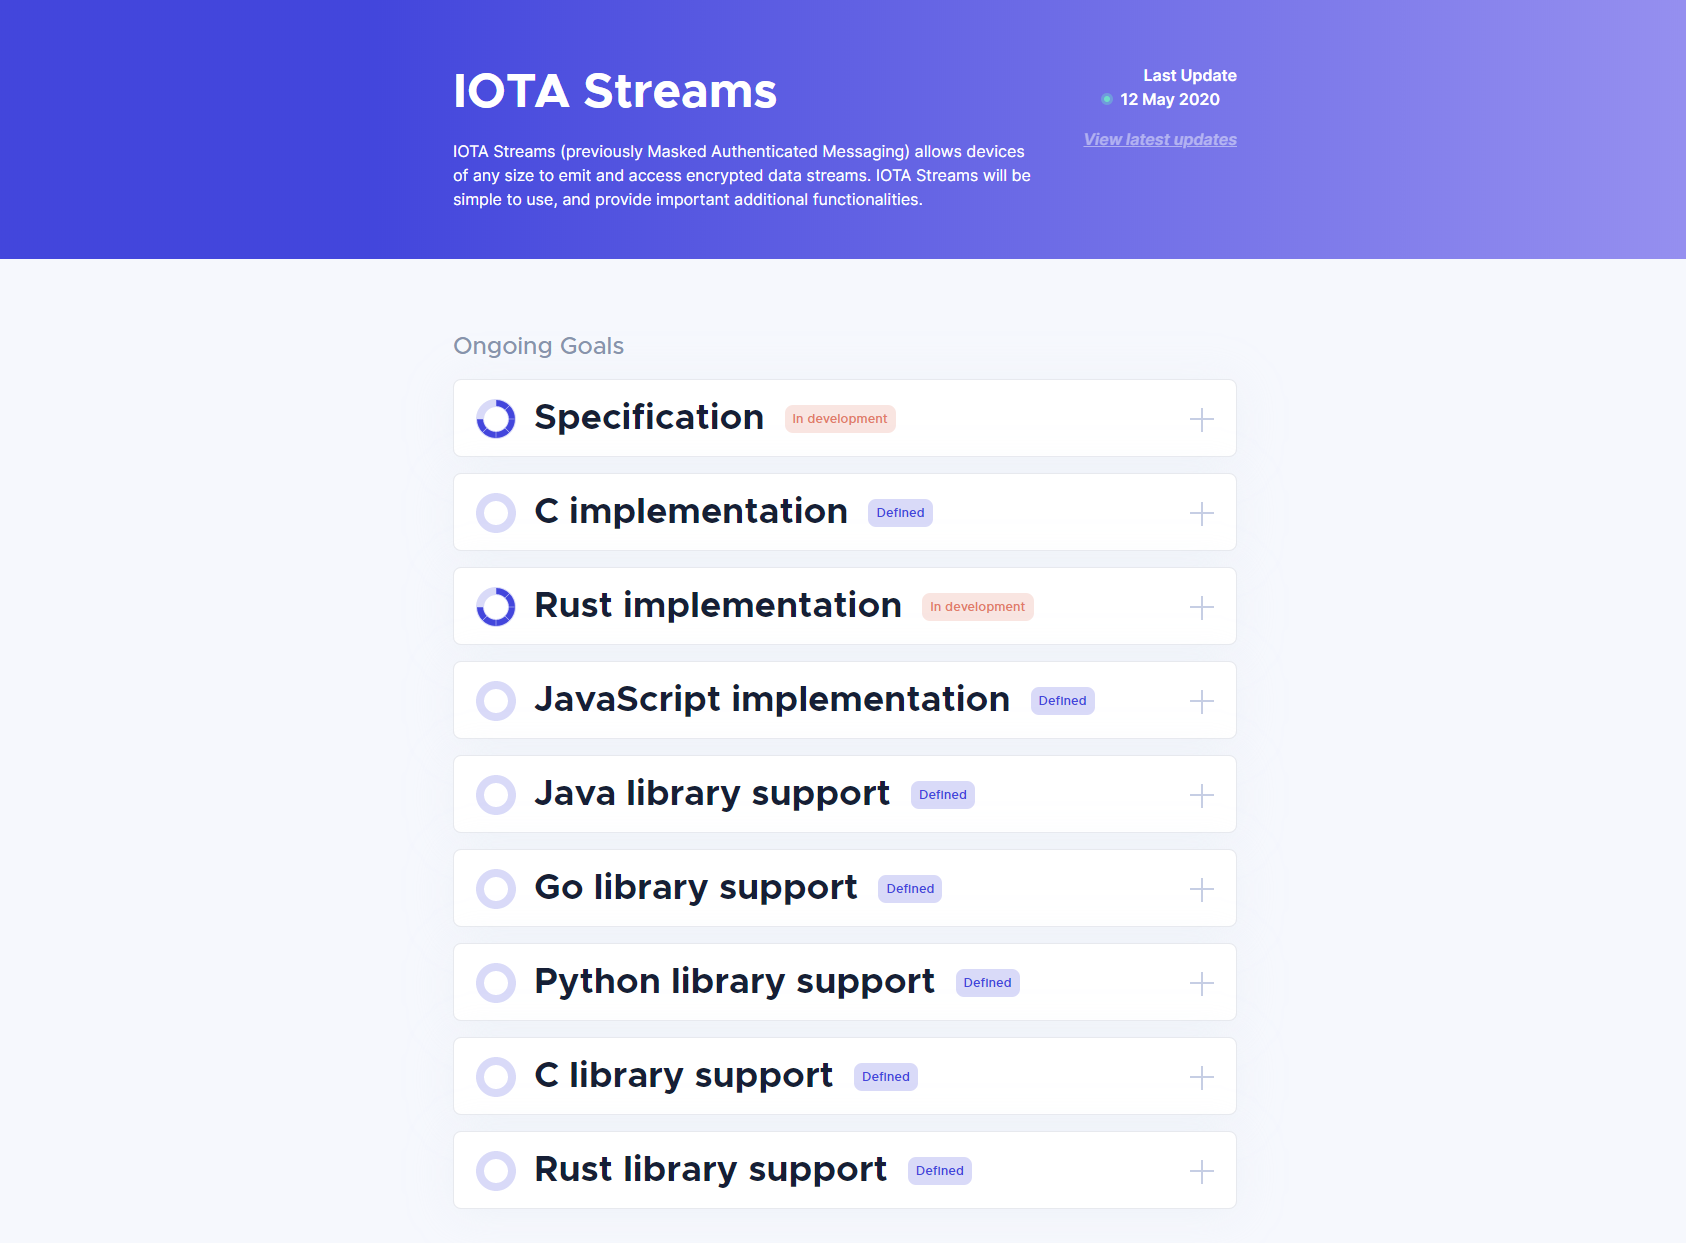 IOTA Streams
Last Update
12 May 2020
View latest updates
IOTA Streams (previously Masked Authenticated Messaging) allows devices
of any size to emit and access encrypted data streams. IOTA Streams will be
simple to use, and provide important additional functionalities.
Ongoing Goals
Specification In development
C implementation Defined
Rust implementation In development
JavaScript implementation Defined
Java library support Defined
Go library support Defined
Python library support Defined
C library support Defined
Rust library support Defined